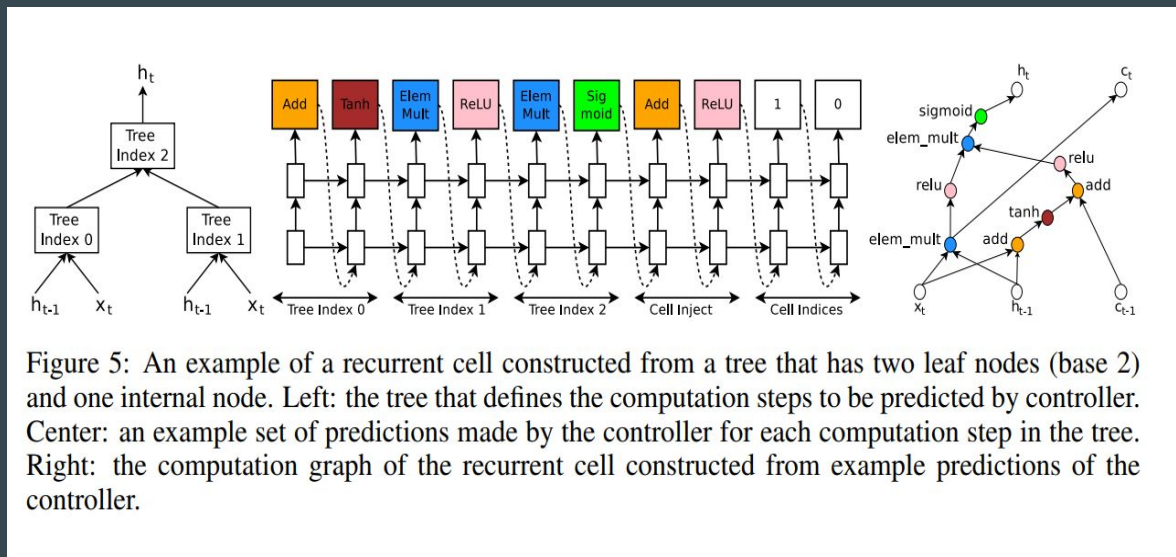 h_t
Tree
Index 2
Tree
Index 0
Tree
Index 1
h_{t-1} x_t h_{t-1} x_t
Add Tanh Elem Mult ReLU Elem Mult Sig moid Add ReLU 1 0
Tree Index 0 Tree Index 1 Tree Index 2 Cell Inject Cell Indices
h_t c_t
sigmoid
elem_mult
relu
relu
add
tanh
elem_mult add
x_t h_{t-1} c_{t-1}
Figure 5: An example of a recurrent cell constructed from a tree that has two leaf nodes (base 2)
and one internal node. Left: the tree that defines the computation steps to be predicted by controller.
Center: an example set of predictions made by the controller for each computation step in the tree.
Right: the computation graph of the recurrent cell constructed from example predictions of the
controller.